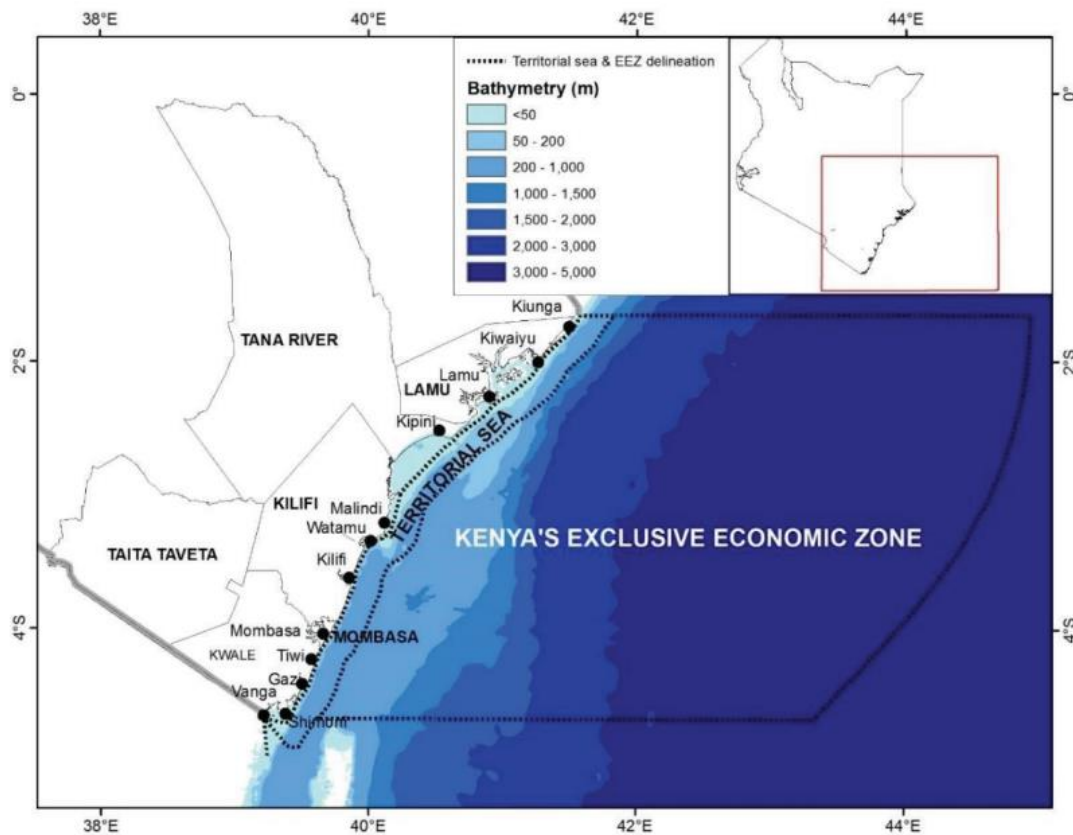 38°E 40°E 42°E 44°E
Territorial sea & EEZ delineation
Bathymetry (m)
<50
50 - 200
200 - 1,000
1,000 - 1,500
1,500 - 2,000
2,000 - 3,000
3,000 - 5,000
0° 0°
Kiunga
TANA RIVER
Kiwaiyu
2°S 2°S
Lamu
LAMU
Kipini
TERRITORIAL SEA
KILIFI
Malindi
Watamu
KENYA'S EXCLUSIVE ECONOMIC ZONE
TAITA TAVETA
Kilifi
4°S 4°S
Mombasa
MOMBASA
KWALE
Tiwi
Gazi
Vanga
Shimoni
38°E 40°E 42°E 44°E